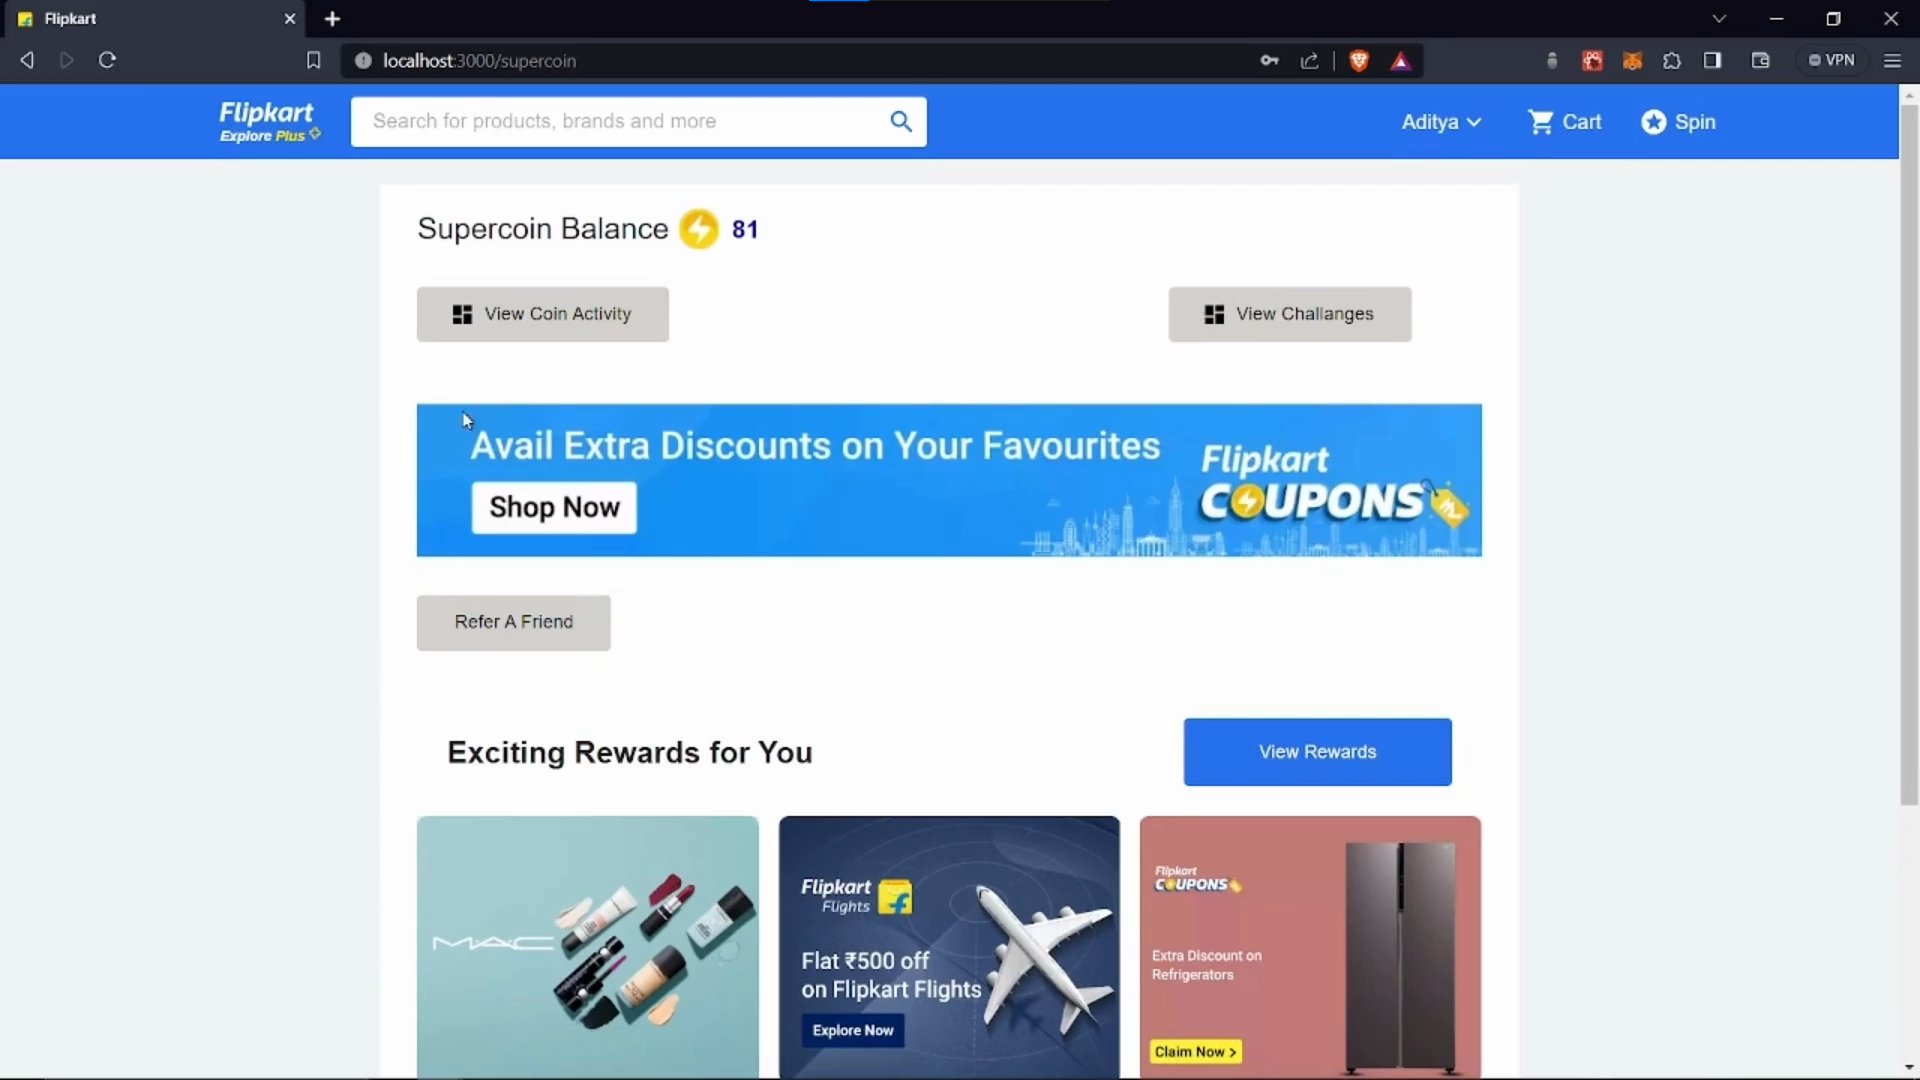 Flipkart
localhost:3000/supercoin
VPN
Flipkart
Explore Plus
Search for products, brands and more
Aditya
Cart
Spin
Supercoin Balance 81
View Coin Activity
View Challanges
Avail Extra Discounts on Your Favourites
Shop Now
Flipkart
COUPONS
Refer A Friend
Exciting Rewards for You
View Rewards
MAC
Flipkart
Flights
Flat ₹500 off
on Flipkart Flights
Explore Now
Flipkart
COUPONS
Extra Discount on
Refrigerators
Claim Now >